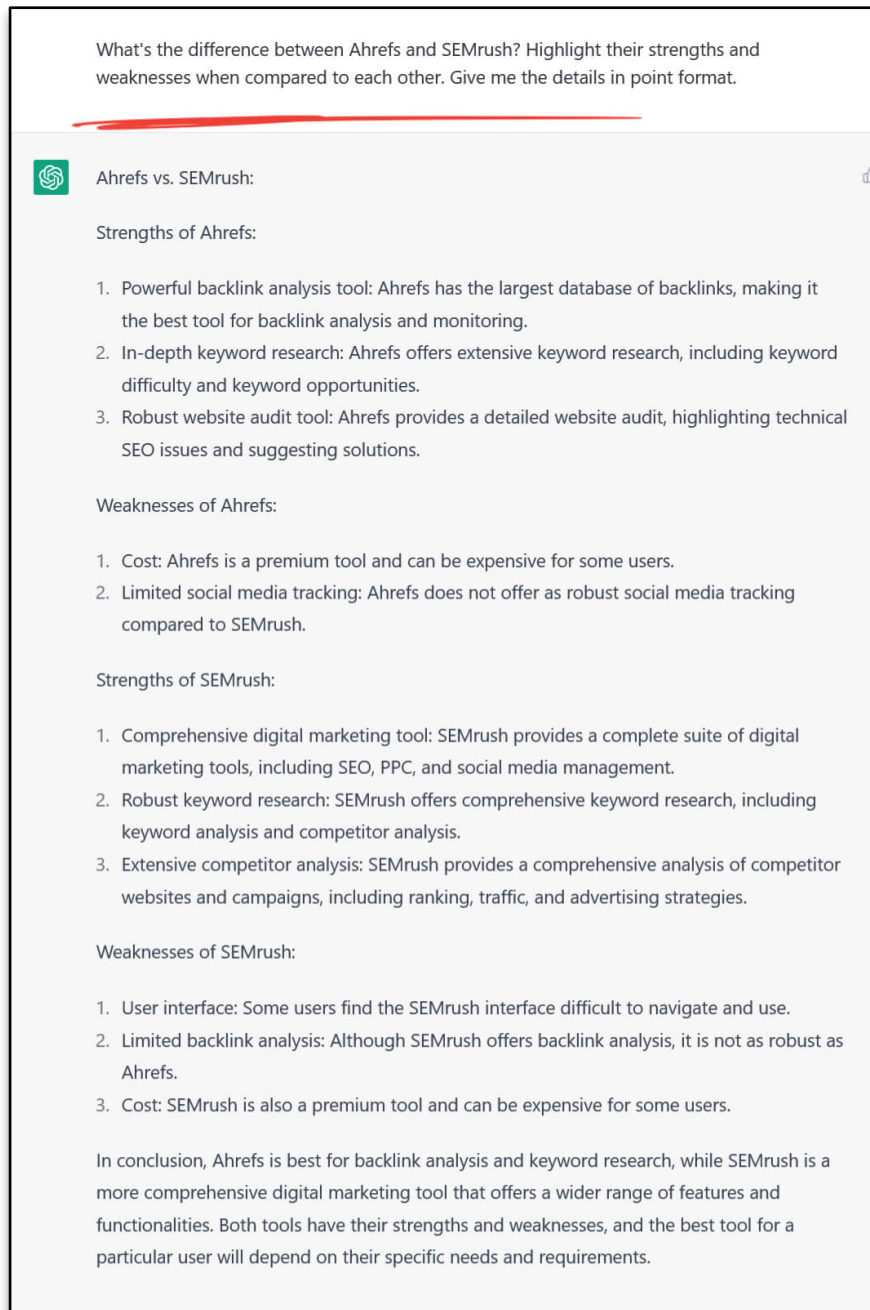 What's the difference between Ahrefs and SEMrush? Highlight their strengths and
weaknesses when compared to each other. Give me the details in point format.
Ahrefs vs. SEMrush:
Strengths of Ahrefs:
1. Powerful backlink analysis tool: Ahrefs has the largest database of backlinks, making it
the best tool for backlink analysis and monitoring.
2. In-depth keyword research: Ahrefs offers extensive keyword research, including keyword
difficulty and keyword opportunities.
3. Robust website audit tool: Ahrefs provides a detailed website audit, highlighting technical
SEO issues and suggesting solutions.
Weaknesses of Ahrefs:
1. Cost: Ahrefs is a premium tool and can be expensive for some users.
2. Limited social media tracking: Ahrefs does not offer as robust social media tracking
compared to SEMrush.
Strengths of SEMrush:
1. Comprehensive digital marketing tool: SEMrush provides a complete suite of digital
marketing tools, including SEO, PPC, and social media management.
2. Robust keyword research: SEMrush offers comprehensive keyword research, including
keyword analysis and competitor analysis.
3. Extensive competitor analysis: SEMrush provides a comprehensive analysis of competitor
websites and campaigns, including ranking, traffic, and advertising strategies.
Weaknesses of SEMrush:
1. User interface: Some users find the SEMrush interface difficult to navigate and use.
2. Limited backlink analysis: Although SEMrush offers backlink analysis, it is not as robust as
Ahrefs.
3. Cost: SEMrush is also a premium tool and can be expensive for some users.
In conclusion, Ahrefs is best for backlink analysis and keyword research, while SEMrush is a
more comprehensive digital marketing tool that offers a wider range of features and
functionalities. Both tools have their strengths and weaknesses, and the best tool for a
particular user will depend on their specific needs and requirements.